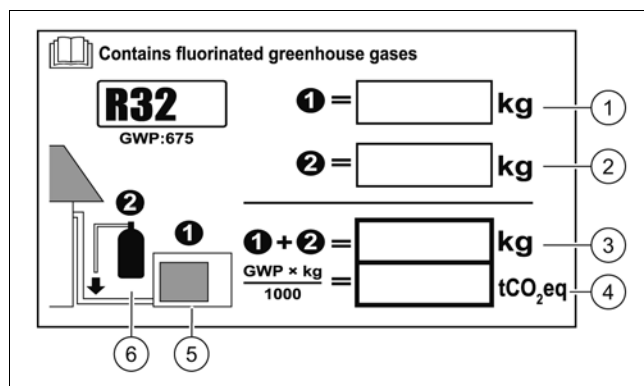 Contains fluorinated greenhouse gases
R32
GWP:675
❶ = kg ①
❷ = kg ②
❷
❶
❶+❷ = kg ③
GWP × kg
1000
= tCO₂eq ④
⑥ ⑤